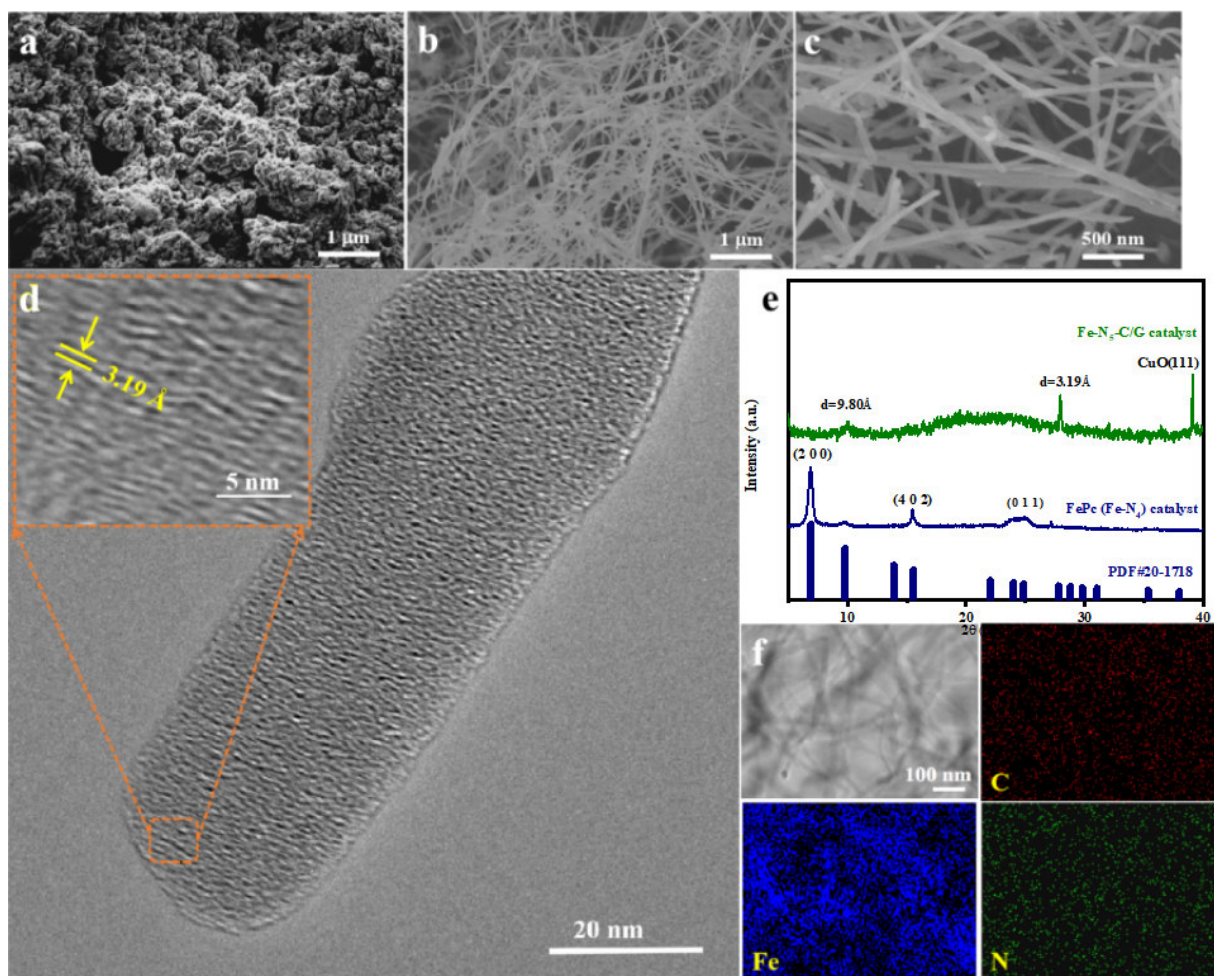 a
1 μm
b
1 μm
c
500 nm
d
3.19 Å
5 nm
20 nm
e
Fe-N₅-C/G catalyst
CuO(111)
d=3.19Å
d=9.80Å
(2 0 0)
(4 0 2)
(0 1 1)
FePc (Fe-N₄) catalyst
PDF#20-1718
Intensity (a.u.)
10
20
30
40
2θ
f
100 nm
C
Fe
N